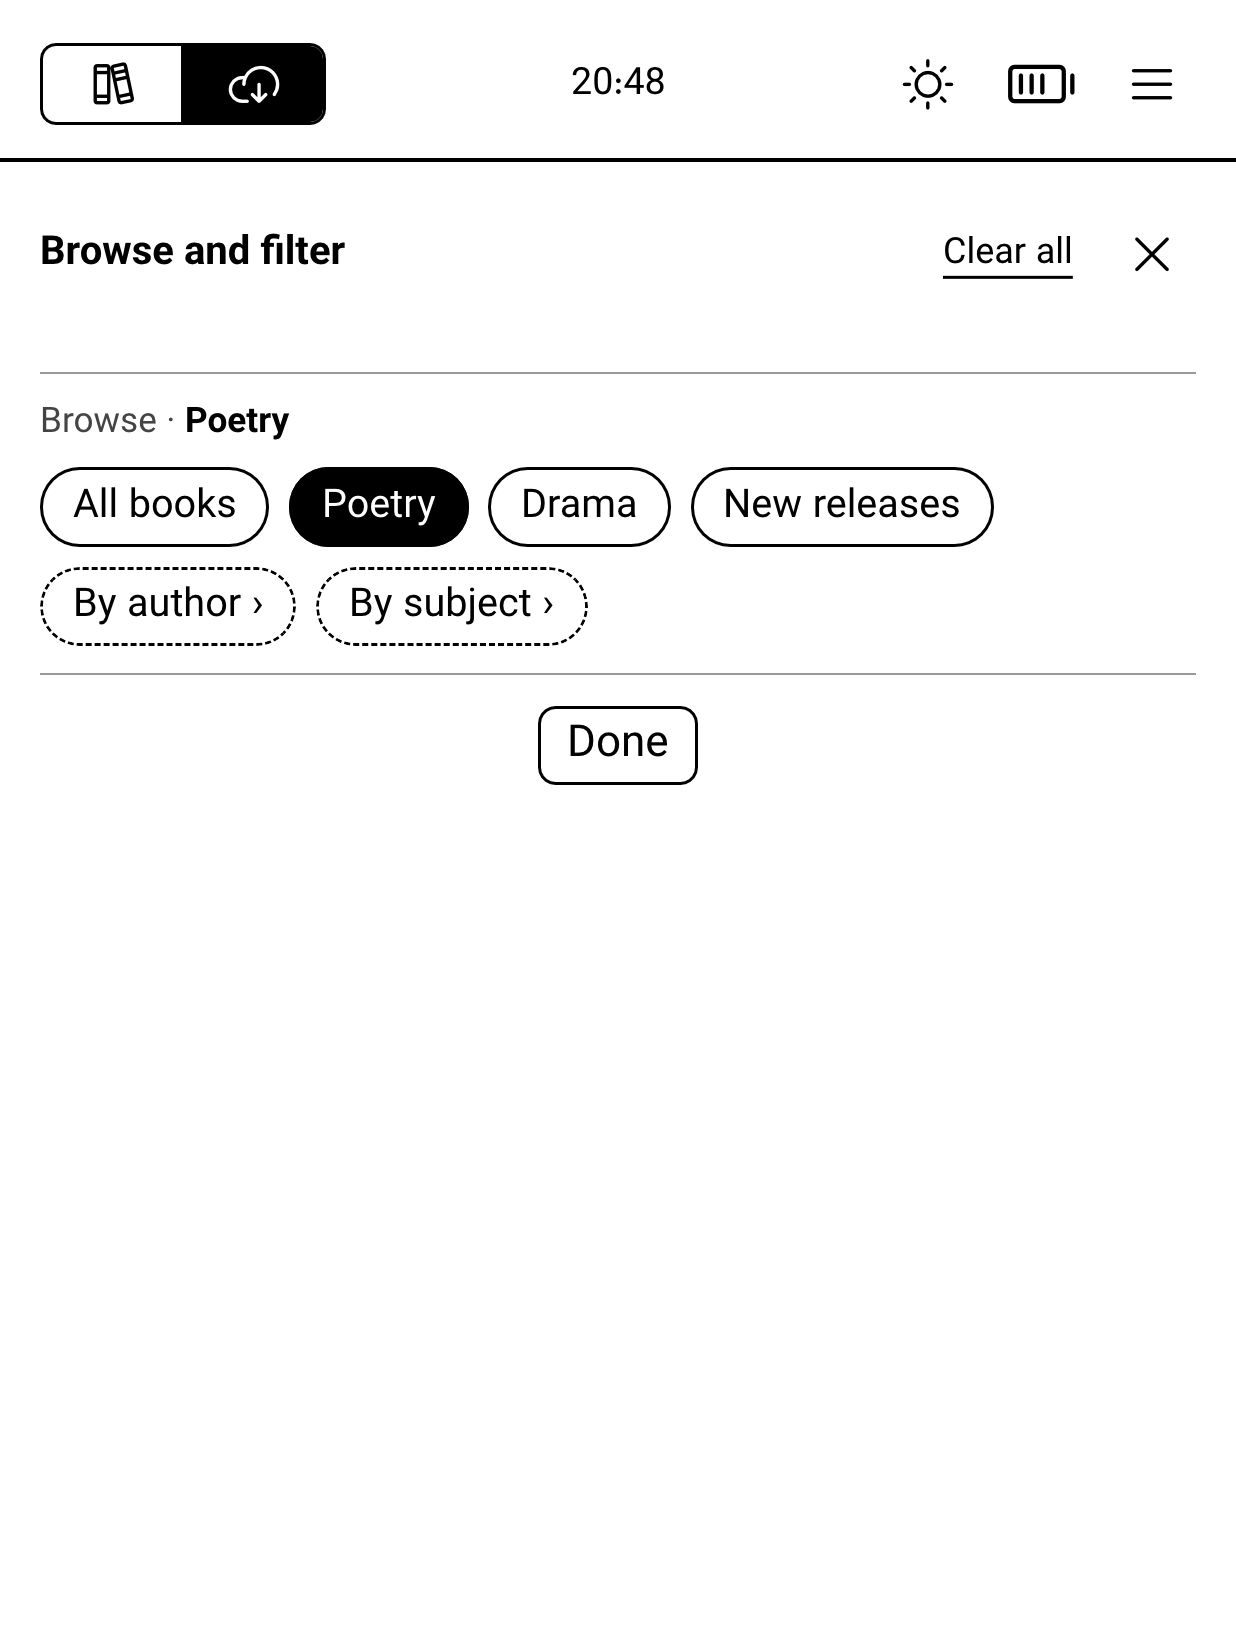 20:48
Browse and filter
Clear all
Browse · Poetry
All books Poetry Drama New releases
By author › By subject ›
Done